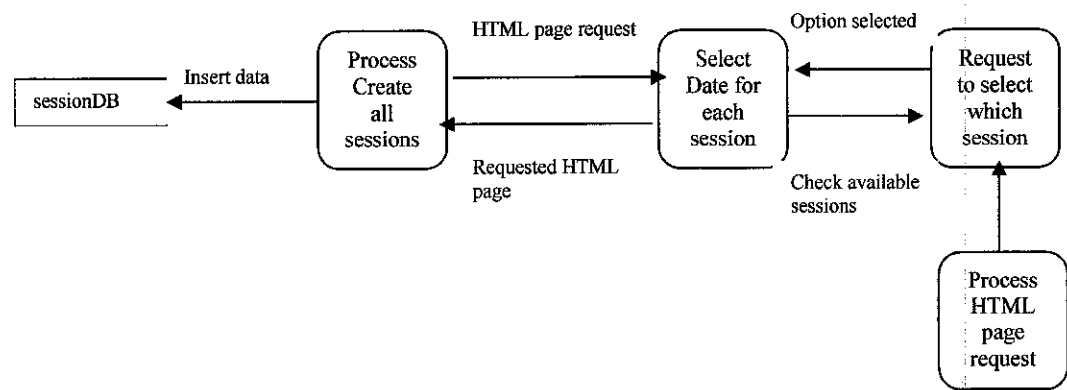 sessionDB
Insert data
Process
Create
all
sessions
HTML page request
Requested HTML
page
Select
Date for
each
session
Option selected
Check available
sessions
Request
to select
which
session
Process
HTML
page
request